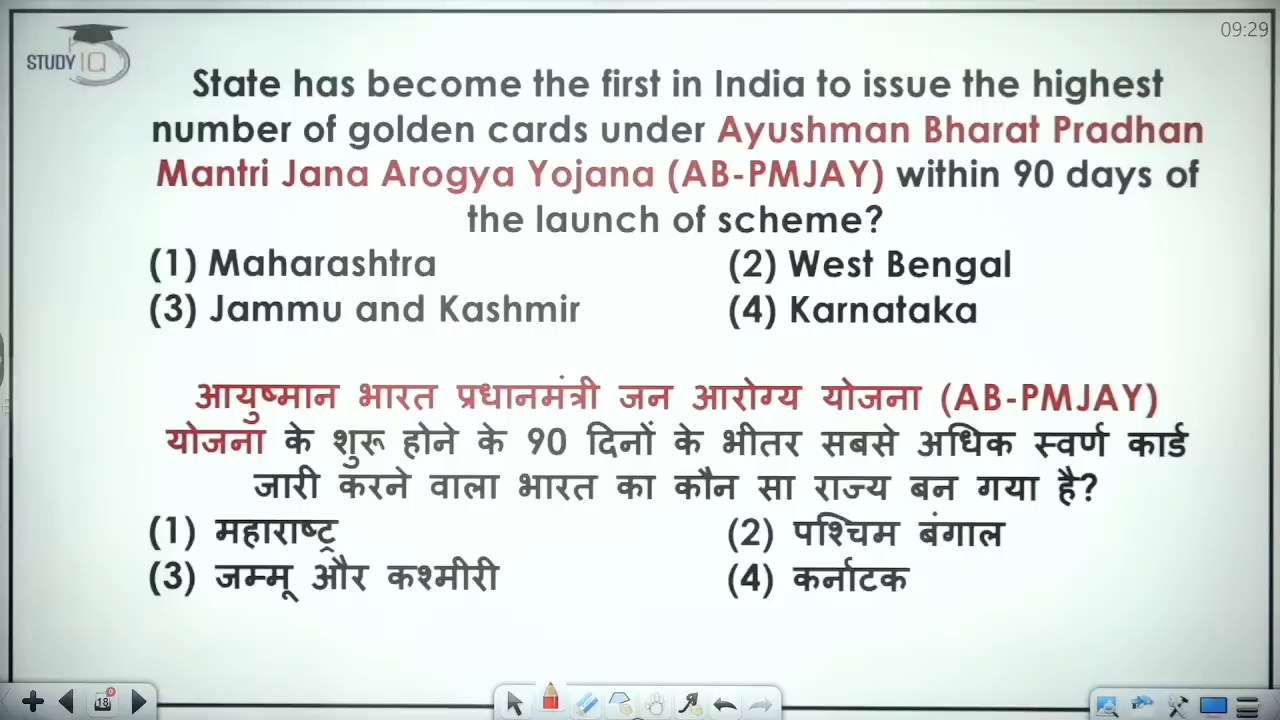 09:29
STUDY IQ
State has become the first in India to issue the highest
number of golden cards under Ayushman Bharat Pradhan
Mantri Jana Arogya Yojana (AB-PMJAY) within 90 days of
the launch of scheme?
(1) Maharashtra (2) West Bengal
(3) Jammu and Kashmir (4) Karnataka
आयुष्मान भारत प्रधानमंत्री जन आरोग्य योजना (AB-PMJAY)
योजना के शुरू होने के 90 दिनों के भीतर सबसे अधिक स्वर्ण कार्ड
जारी करने वाला भारत का कौन सा राज्य बन गया है?
(1) महाराष्ट्र (2) पश्चिम बंगाल
(3) जम्मू और कश्मीरी (4) कर्नाटक
18